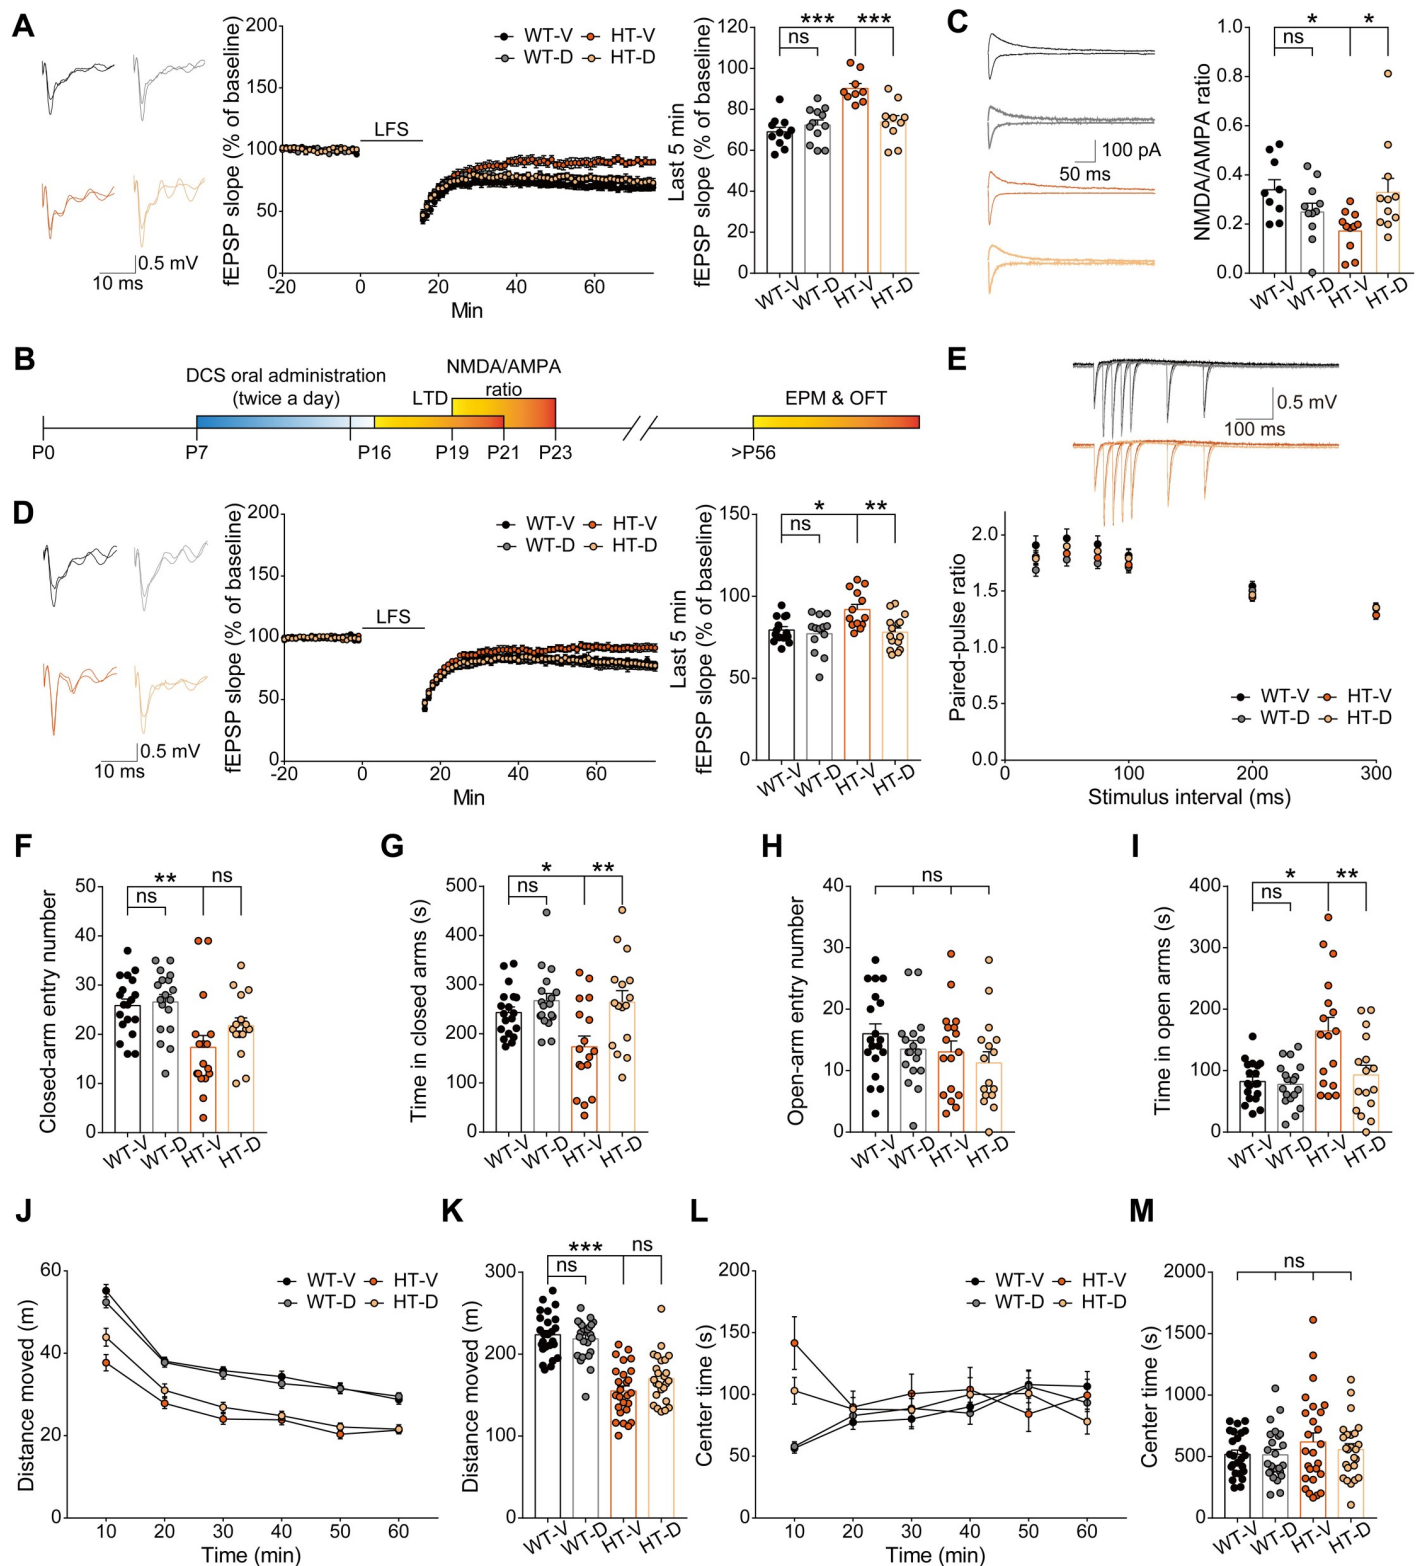 A
0.5 mV
10 ms
fEPSP slope (% of baseline)
200
150
100
50
0
-20
0
20
40
60
Min
LFS
WT-V
HT-V
WT-D
HT-D
Last 5 min
fEPSP slope (% of baseline)
120
100
80
60
40
20
0
***
***
ns
WT-V
WT-D
HT-V
HT-D
C
100 pA
50 ms
NMDA/AMPA ratio
1.0
0.8
0.6
0.4
0.2
0.0
*
*
ns
WT-V
WT-D
HT-V
HT-D
B
DCS oral administration
(twice a day)
LTD
NMDA/AMPA
ratio
EPM & OFT
P0
P7
P16
P19
P21
P23
>P56
D
0.5 mV
10 ms
fEPSP slope (% of baseline)
200
150
100
50
0
-20
0
20
40
60
Min
LFS
WT-V
HT-V
WT-D
HT-D
Last 5 min
fEPSP slope (% of baseline)
150
100
50
0
*
**
ns
WT-V
WT-D
HT-V
HT-D
E
0.5 mV
100 ms
Paired-pulse ratio
2.0
1.5
1.0
0.5
0.0
0
100
200
300
Stimulus interval (ms)
WT-V
HT-V
WT-D
HT-D
F
Closed-arm entry number
50
40
30
20
10
0
**
ns
ns
WT-V
WT-D
HT-V
HT-D
G
Time in closed arms (s)
500
400
300
200
100
0
*
**
ns
WT-V
WT-D
HT-V
HT-D
H
Open-arm entry number
40
30
20
10
0
ns
WT-V
WT-D
HT-V
HT-D
I
Time in open arms (s)
400
300
200
100
0
*
**
ns
WT-V
WT-D
HT-V
HT-D
J
Distance moved (m)
60
40
20
0
10
20
30
40
50
60
Time (min)
WT-V
HT-V
WT-D
HT-D
K
Distance moved (m)
300
200
100
0
***
ns
ns
WT-V
WT-D
HT-V
HT-D
L
Center time (s)
200
150
100
50
0
10
20
30
40
50
60
Time (min)
WT-V
HT-V
WT-D
HT-D
M
Center time (s)
2000
1500
1000
500
0
ns
WT-V
WT-D
HT-V
HT-D